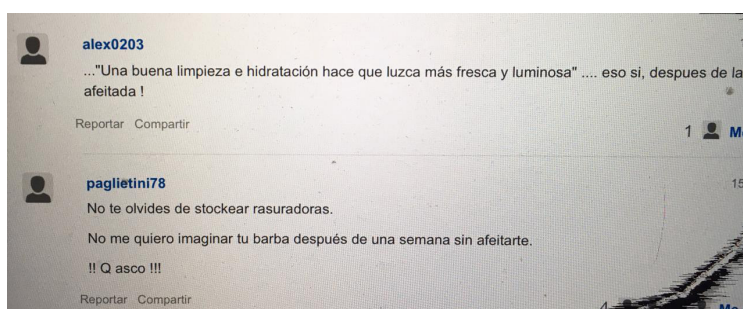 alex0203
..."Una buena limpieza e hidratación hace que luzca más fresca y luminosa" .... eso si, despues de la
afeitada !
Reportar Compartir
1
paglietini78
15
No te olvides de stockear rasuradoras.
No me quiero imaginar tu barba después de una semana sin afeitarte.
!! Q asco !!!
Reportar Compartir